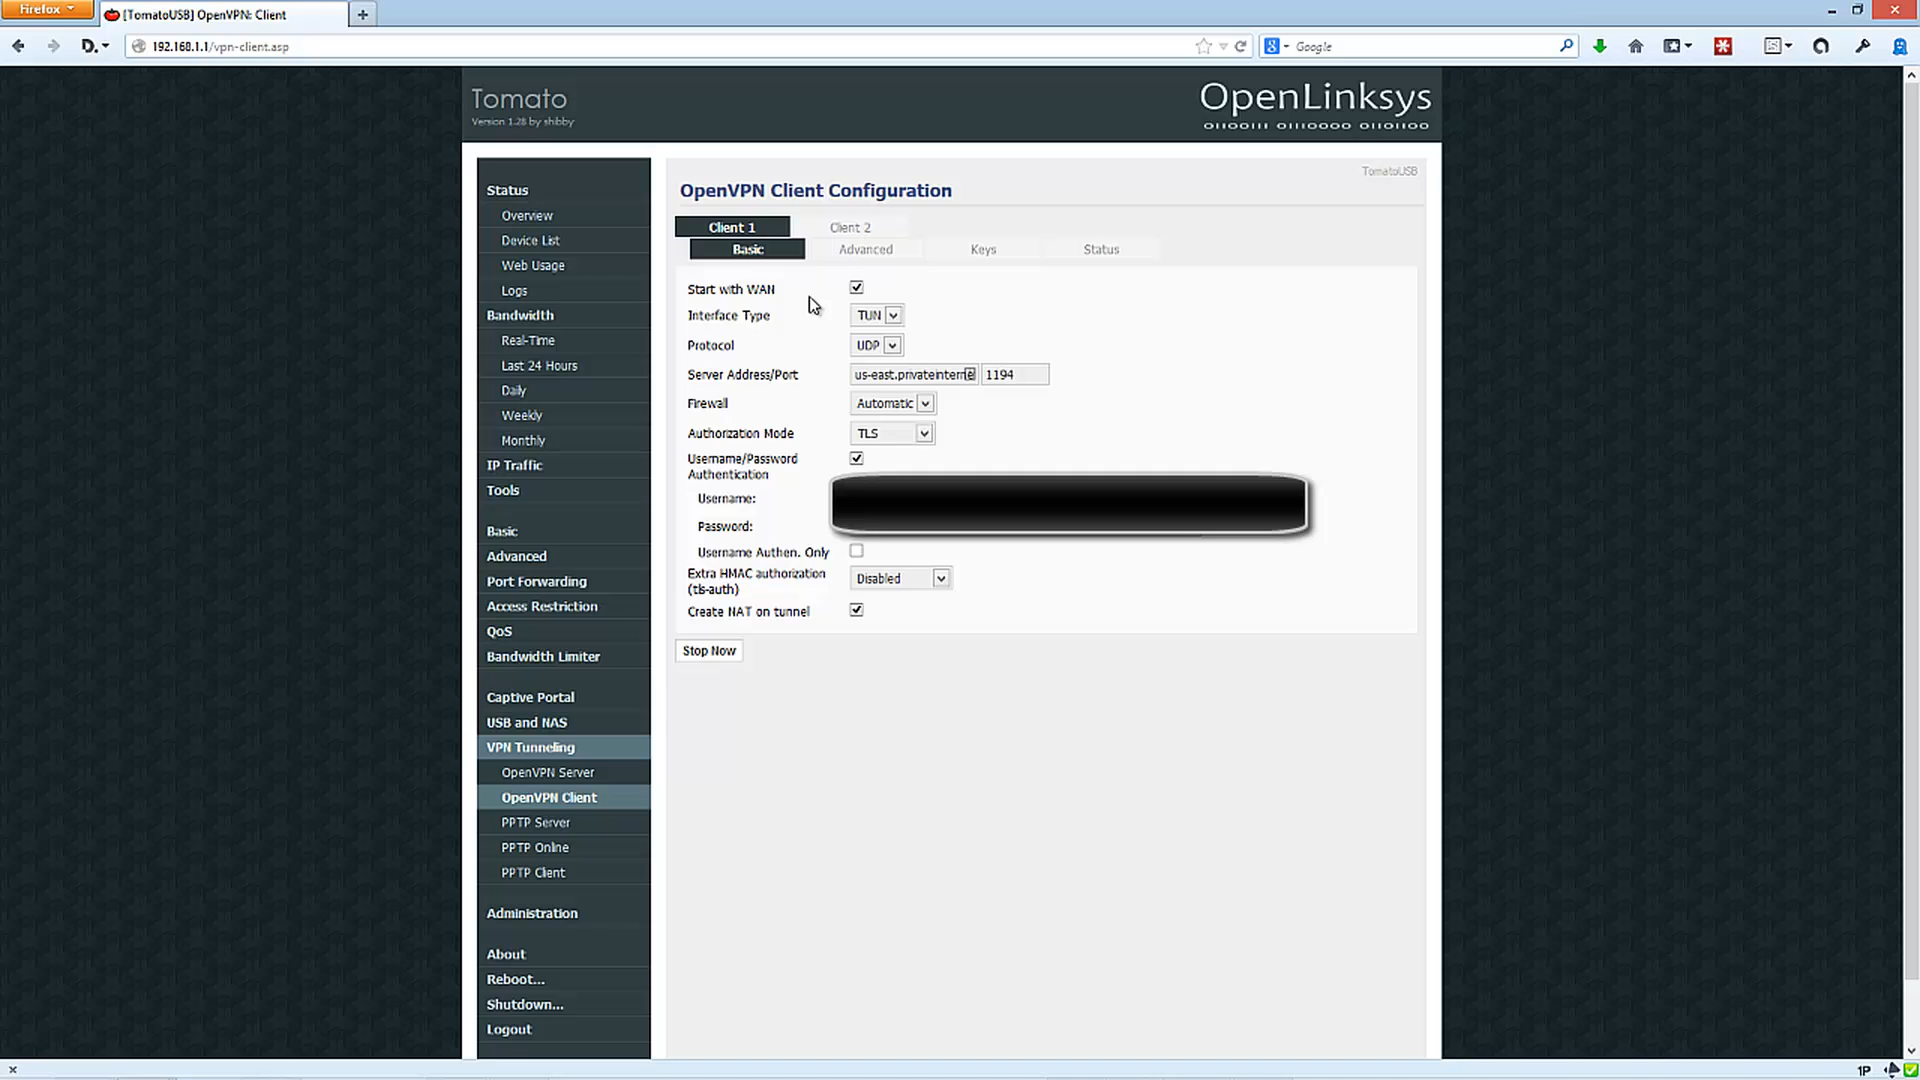 Firefox
[TomatoUSB] OpenVPN: Client
D.
192.168.1.1/vpn-client.asp
8
Google
Tomato
Version 1.28 by shibby
OpenLinksys
01100111 01110000 01101100
TomatoUSB
Status
Overview
Device List
Web Usage
Logs
Bandwidth
Real-Time
Last 24 Hours
Daily
Weekly
Monthly
IP Traffic
Tools
Basic
Advanced
Port Forwarding
Access Restriction
QoS
Bandwidth Limiter
Captive Portal
USB and NAS
VPN Tunneling
OpenVPN Server
OpenVPN Client
PPTP Server
PPTP Online
PPTP Client
Administration
About
Reboot...
Shutdown...
Logout
OpenVPN Client Configuration
Client 1
Client 2
Basic
Advanced
Keys
Status
Start with WAN
Interface Type
TUN
Protocol
UDP
Server Address/Port
us-east.privateinterne
1194
Firewall
Automatic
Authorization Mode
TLS
Username/Password
Authentication
Username:
Password:
Username Authen. Only
Extra HMAC authorization
(tls-auth)
Disabled
Create NAT on tunnel
Stop Now
1P